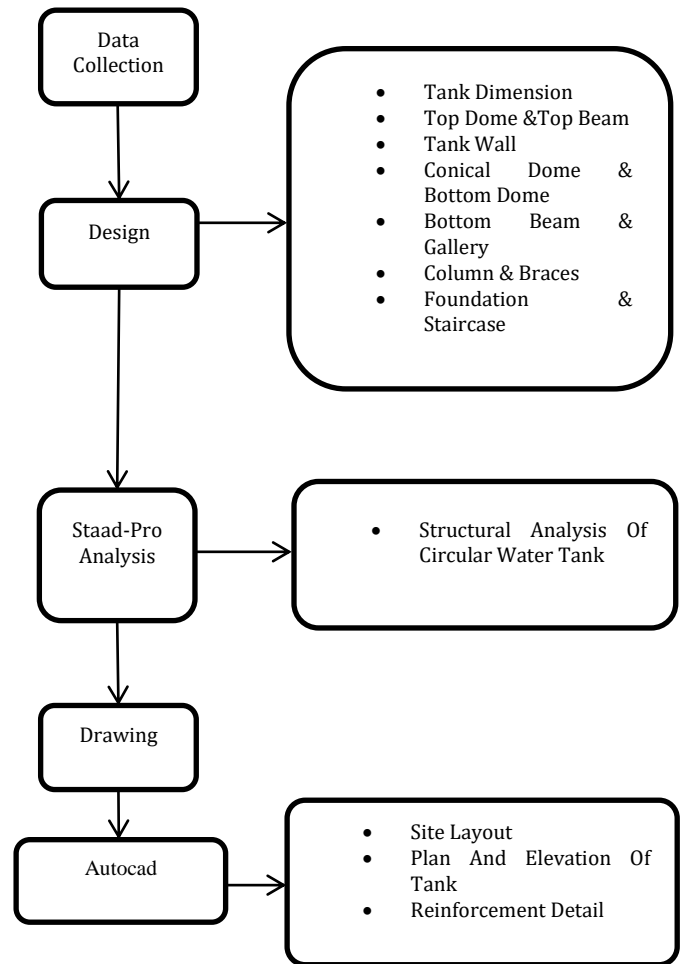 Data
Collection
• Tank Dimension
• Top Dome &Top Beam
• Tank Wall
• Conical Dome &
Bottom Dome
• Bottom Beam &
Gallery
• Column & Braces
• Foundation &
Staircase
Design
Staad-Pro
Analysis
• Structural Analysis Of
Circular Water Tank
Drawing
Autocad
• Site Layout
• Plan And Elevation Of
Tank
• Reinforcement Detail